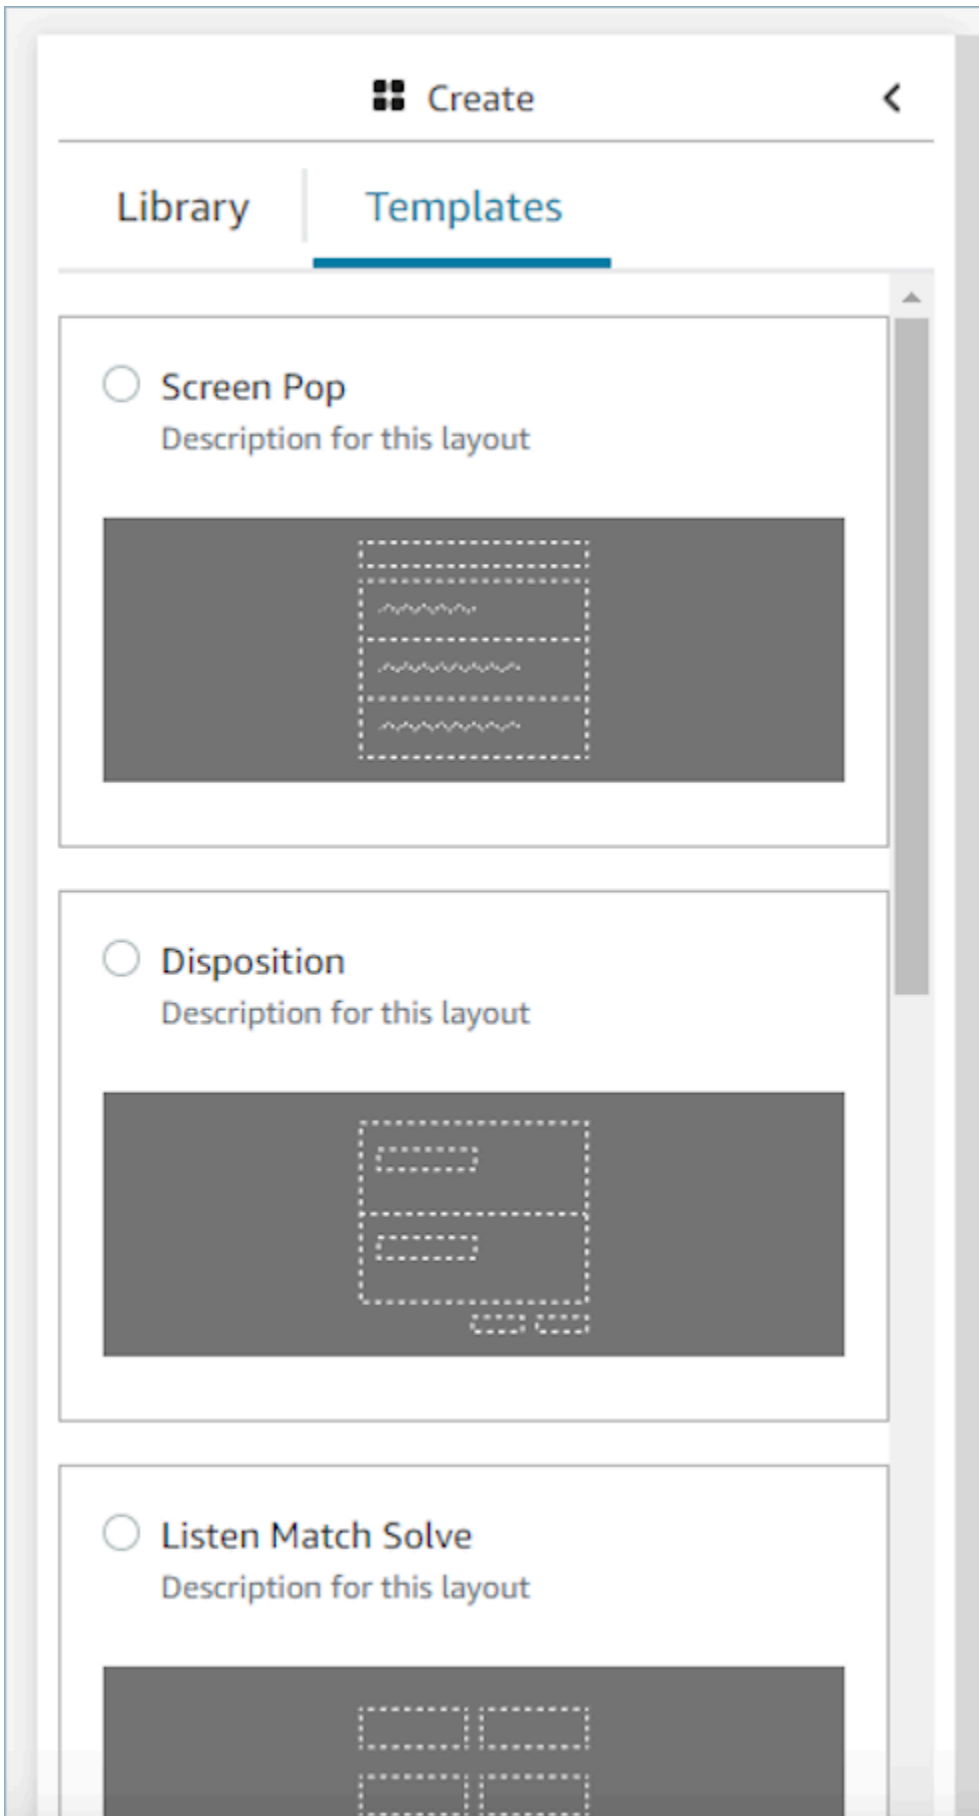 Create
Library
Templates
Screen Pop
Description for this layout
Disposition
Description for this layout
Listen Match Solve
Description for this layout